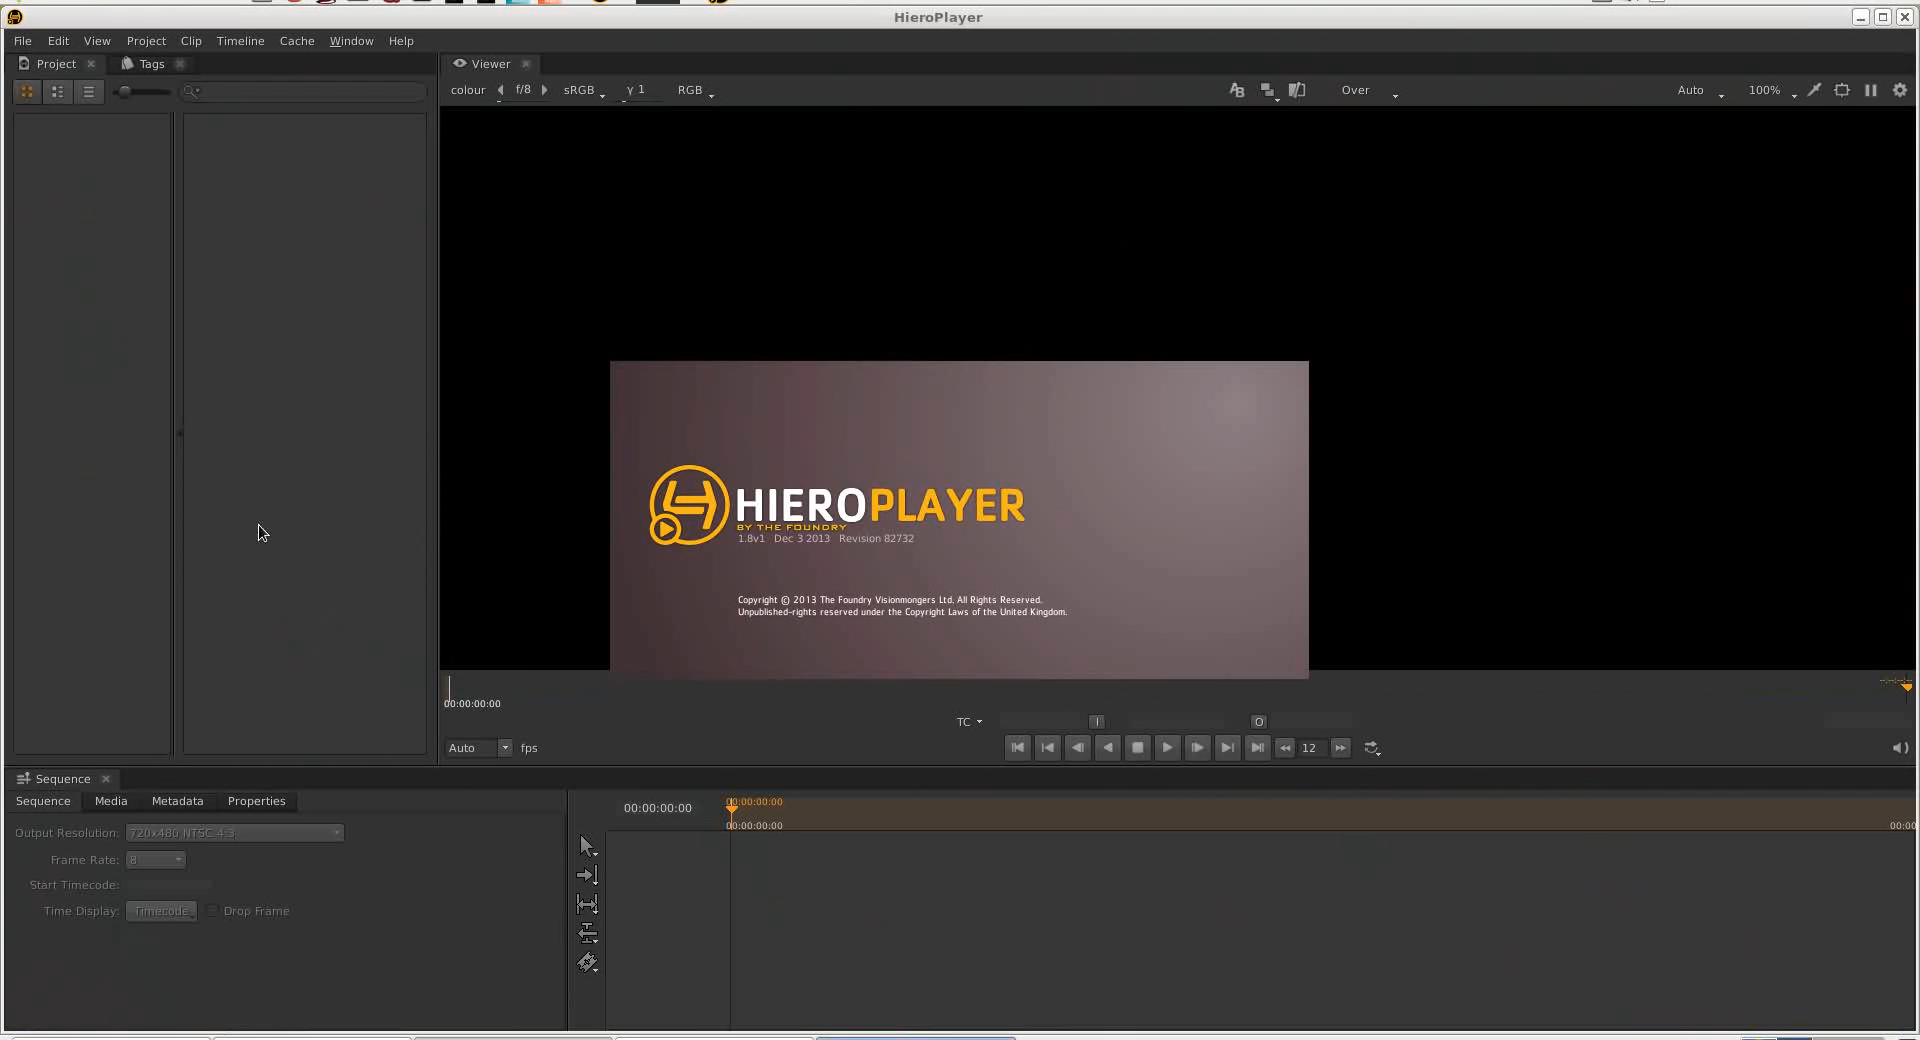 HieroPlayer
File Edit View Project Clip Timeline Cache Window Help
Project Tags
Viewer
colour f/8 sRGB γ 1 RGB
Over
Auto 100%
HIEROPLAYER
BY THE FOUNDRY
1.8v1 Dec 3 2013 Revision 82732
Copyright © 2013 The Foundry Visionmongers Ltd. All Rights Reserved.
Unpublished-rights reserved under the Copyright Laws of the United Kingdom.
00:00:00:00
TC I O
Auto fps
12
Sequence
Sequence Media Metadata Properties
Output Resolution: 720x480 NTSC 4:3
Frame Rate: 8
Start Timecode:
Time Display: Timecode Drop Frame
00:00:00:00
00:00:00:00
00:00:00:00
00:00